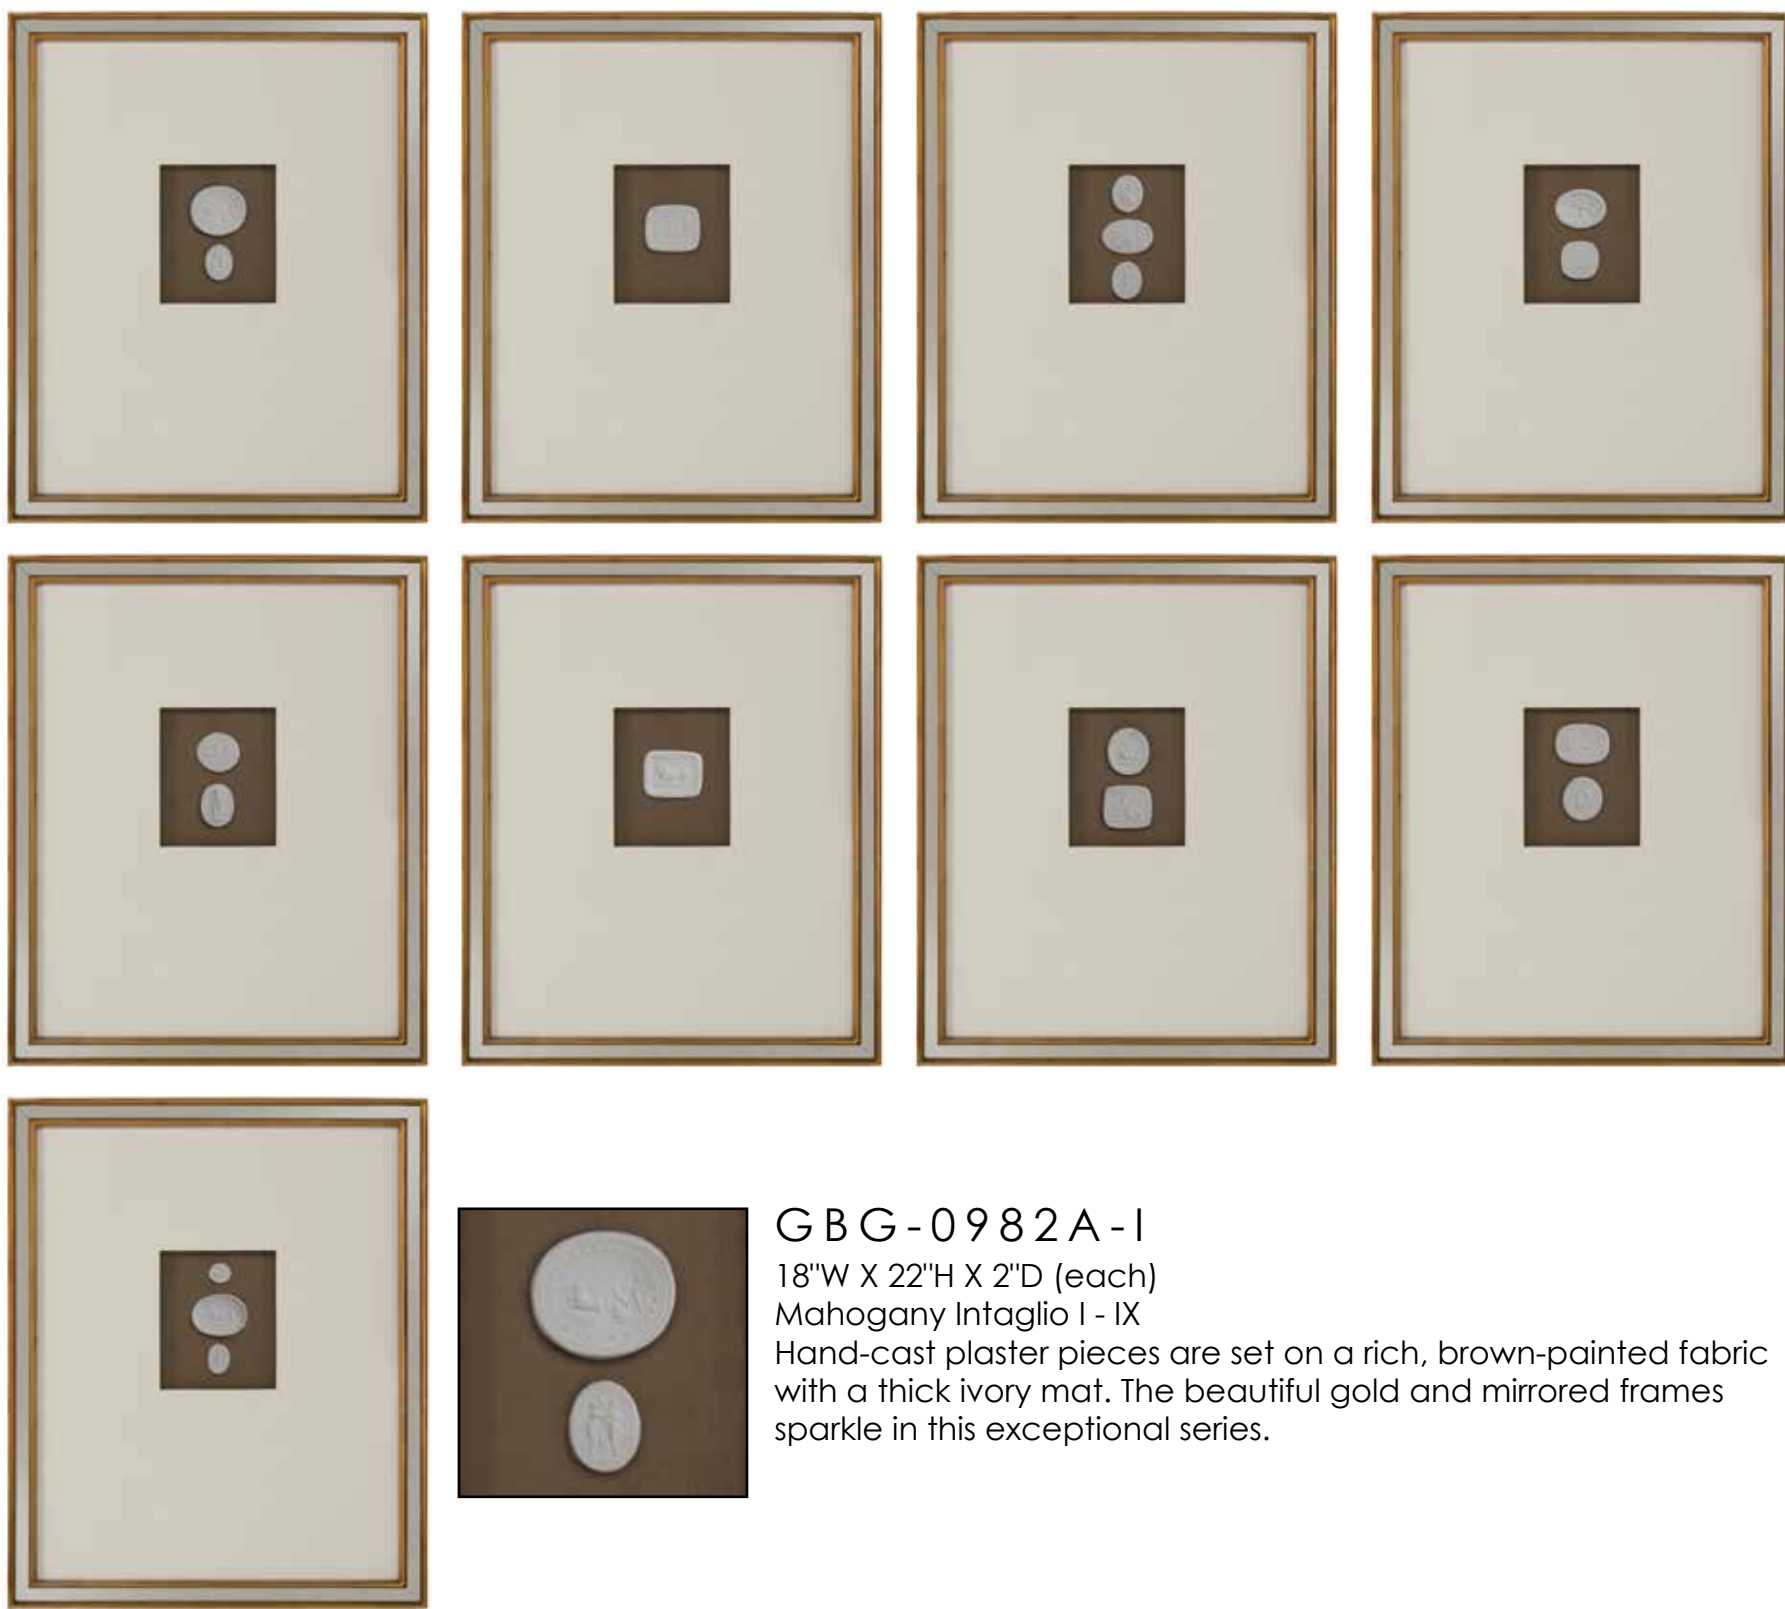 GBG-0982A-I
18"W X 22"H X 2"D (each)
Mahogany Intaglio I - IX
Hand-cast plaster pieces are set on a rich, brown-painted fabric
with a thick ivory mat. The beautiful gold and mirrored frames
sparkle in this exceptional series.